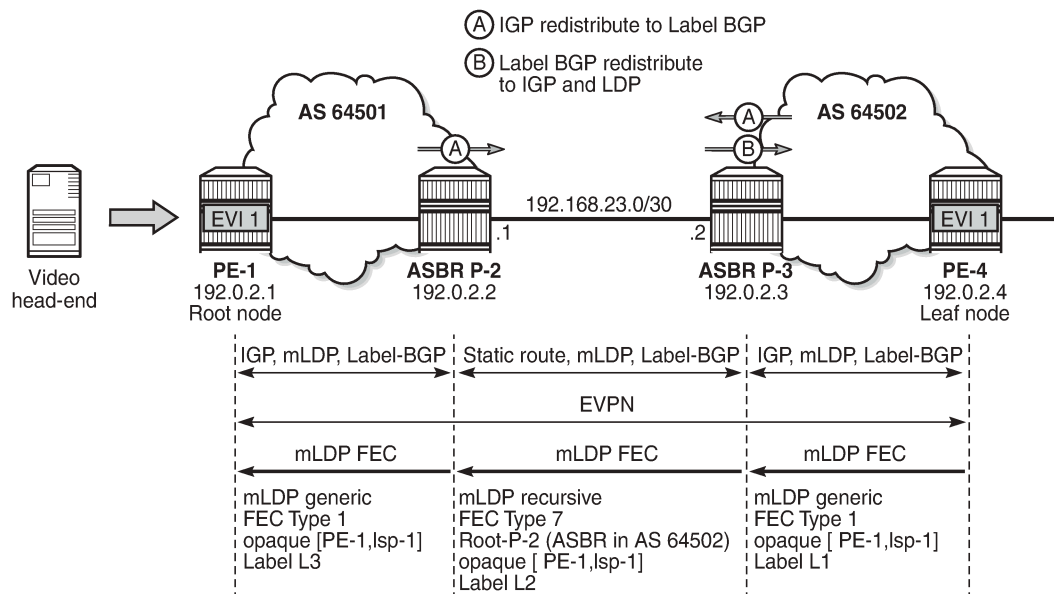 A IGP redistribute to Label BGP
B Label BGP redistribute
to IGP and LDP
AS 64501
AS 64502
A
A
B
EVI 1
192.168.23.0/30
.1
.2
EVI 1
Video
head-end
PE-1
192.0.2.1
Root node
ASBR P-2
192.0.2.2
ASBR P-3
192.0.2.3
PE-4
192.0.2.4
Leaf node
IGP, mLDP, Label-BGP
Static route, mLDP, Label-BGP
IGP, mLDP, Label-BGP
EVPN
mLDP FEC
mLDP FEC
mLDP FEC
mLDP generic
FEC Type 1
opaque [PE-1,lsp-1]
Label L3
mLDP recursive
FEC Type 7
Root-P-2 (ASBR in AS 64502)
opaque [ PE-1,lsp-1]
Label L2
mLDP generic
FEC Type 1
opaque [ PE-1,lsp-1]
Label L1